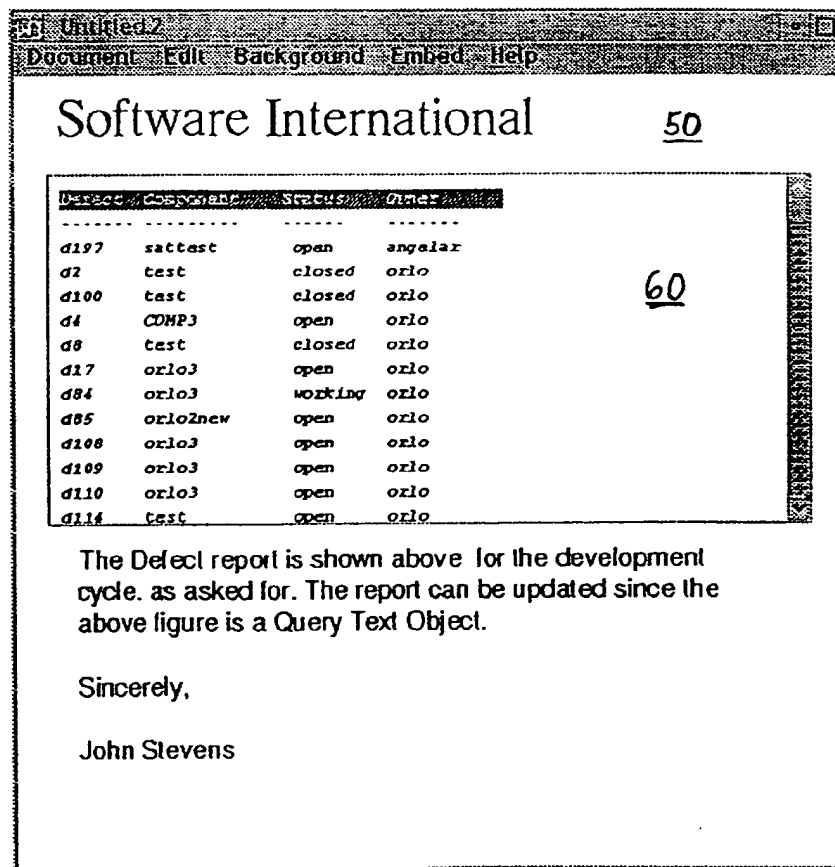 Untitled2
Document Edit Background Embed Help
Software International 50
Defect Component Status Owner
------- --------- ------ -------
d197 sattest open angelar
d2 test closed orlo
d100 test closed orlo
d4 COMP3 open orlo
d8 test closed orlo
d17 orlo3 open orlo
d84 orlo3 working orlo
d85 orlo2new open orlo
d108 orlo3 open orlo
d109 orlo3 open orlo
d110 orlo3 open orlo
d114 test open orlo
60
The Defect report is shown above for the development
cycle. as asked for. The report can be updated since the
above figure is a Query Text Object.
Sincerely,
John Stevens